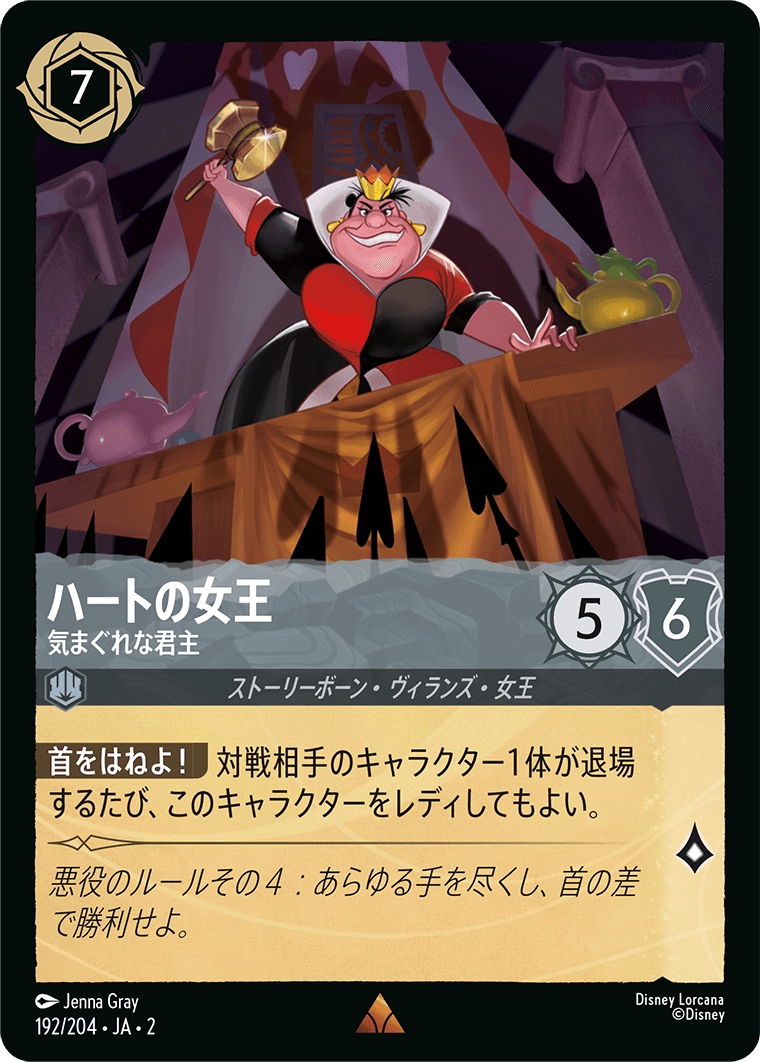 7
ハートの女王
気まぐれな君主
5
6
ストーリーボーン・ヴィランズ・女王
首をはねよ! 対戦相手のキャラクター1体が退場
するたび、このキャラクターをレディしてもよい。
悪役のルールその4：あらゆる手を尽くし、首の差
で勝利せよ。
Jenna Gray
192/204・JA・2
Disney Lorcana
©Disney